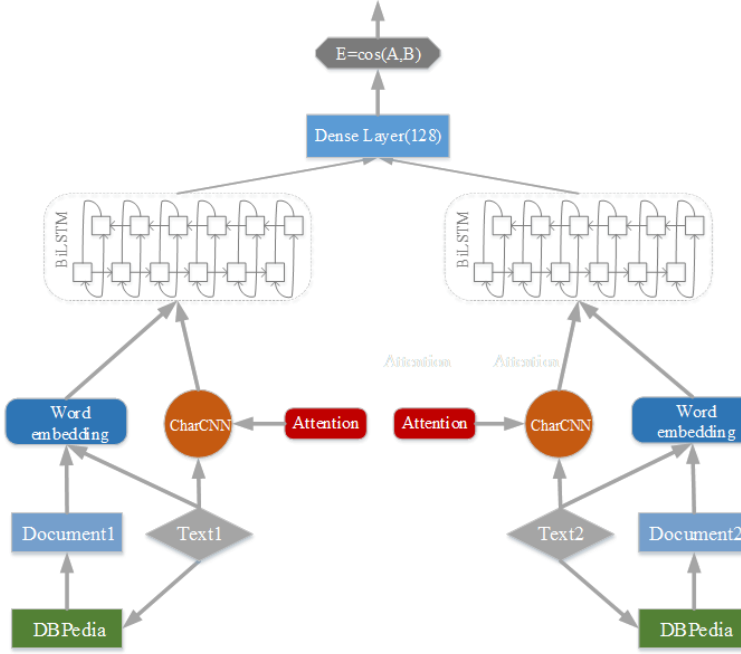 E=cos(A,B)
Dense Layer(128)
BiLSTM
BiLSTM
Attention
Attention
Word
embedding
CharCNN
Attention
Attention
CharCNN
Word
embedding
Document1
Text1
Text2
Document2
DBPedia
DBPedia